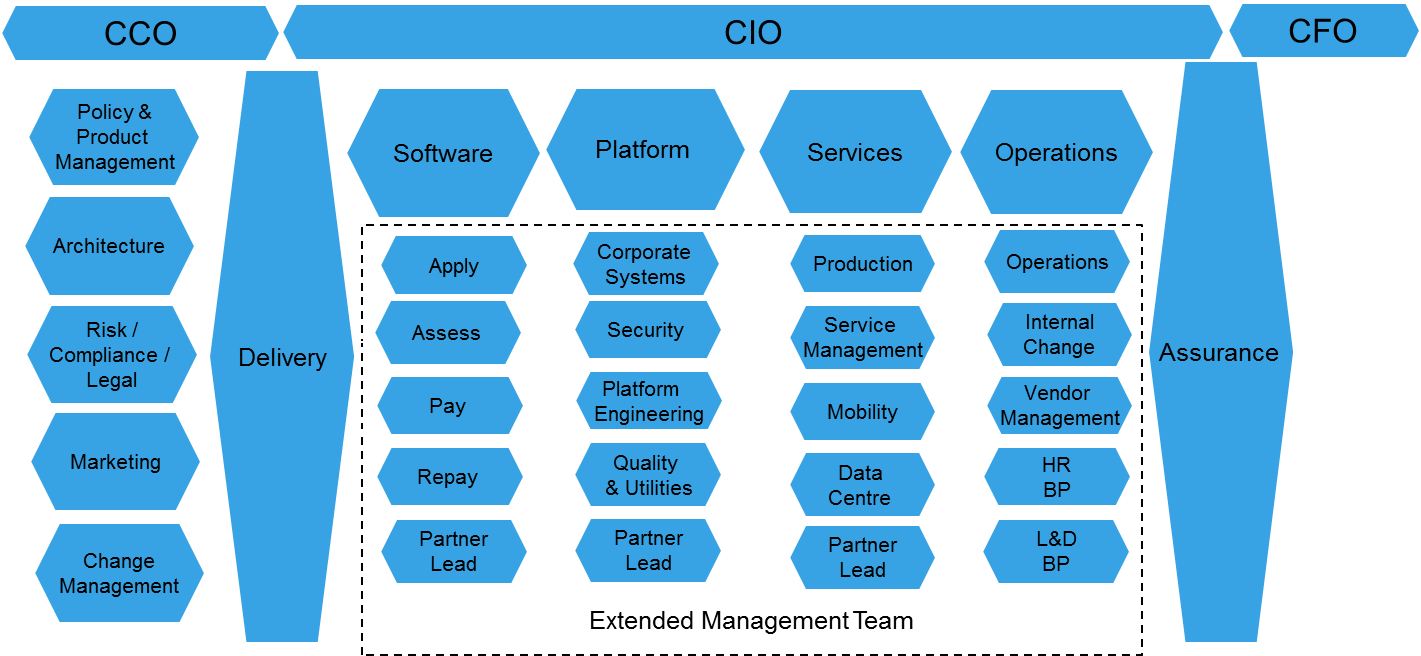 CCO
CIO
CFO
Policy &
Product
Management
Architecture
Risk /
Compliance /
Legal
Marketing
Change
Management
Delivery
Software
Apply
Assess
Pay
Repay
Partner
Lead
Platform
Corporate
Systems
Security
Platform
Engineering
Quality
& Utilities
Partner
Lead
Services
Production
Service
Management
Mobility
Data
Centre
Partner
Lead
Operations
Operations
Internal
Change
Vendor
Management
HR
BP
L&D
BP
Extended Management Team
Assurance